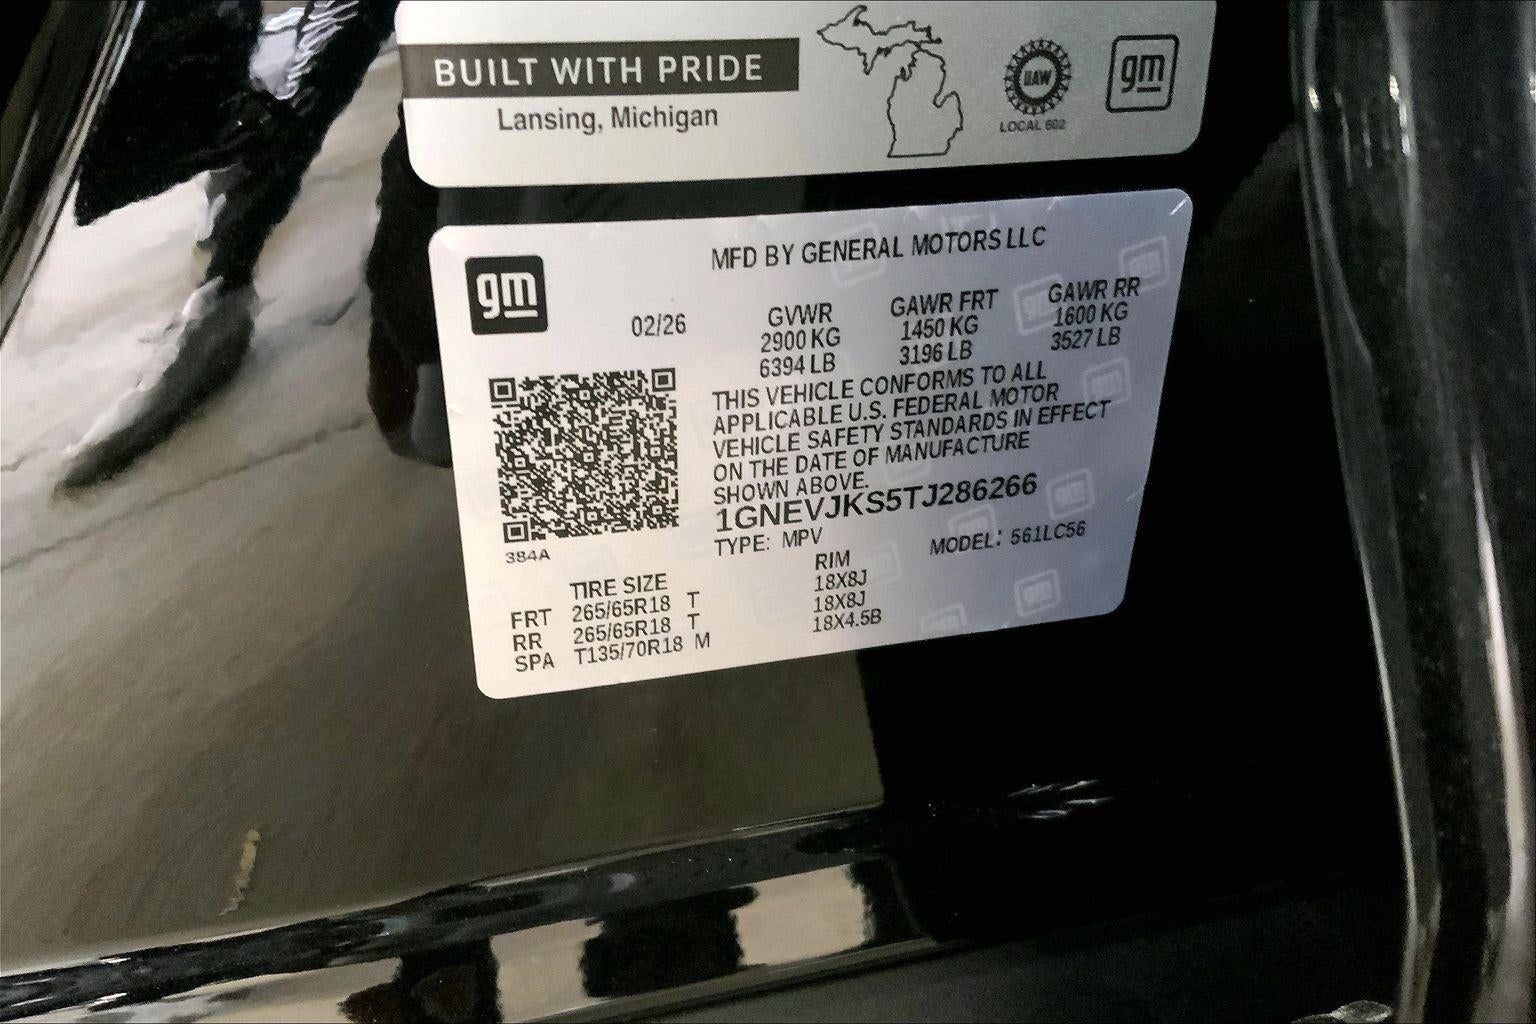 BUILT WITH PRIDE
Lansing, Michigan
UAW
LOCAL 602
gm
gm
MFD BY GENERAL MOTORS LLC
02/26
GVWR GAWR FRT GAWR RR
2900 KG 1450 KG 1600 KG
6394 LB 3196 LB 3527 LB
THIS VEHICLE CONFORMS TO ALL
APPLICABLE U.S. FEDERAL MOTOR
VEHICLE SAFETY STANDARDS IN EFFECT
ON THE DATE OF MANUFACTURE
SHOWN ABOVE.
1GNEVJKS5TJ286266
TYPE: MPV MODEL: 561LC56
384A
TIRE SIZE RIM
FRT 265/65R18 T 18X8J
RR 265/65R18 T 18X8J
SPA T135/70R18 M 18X4.5B